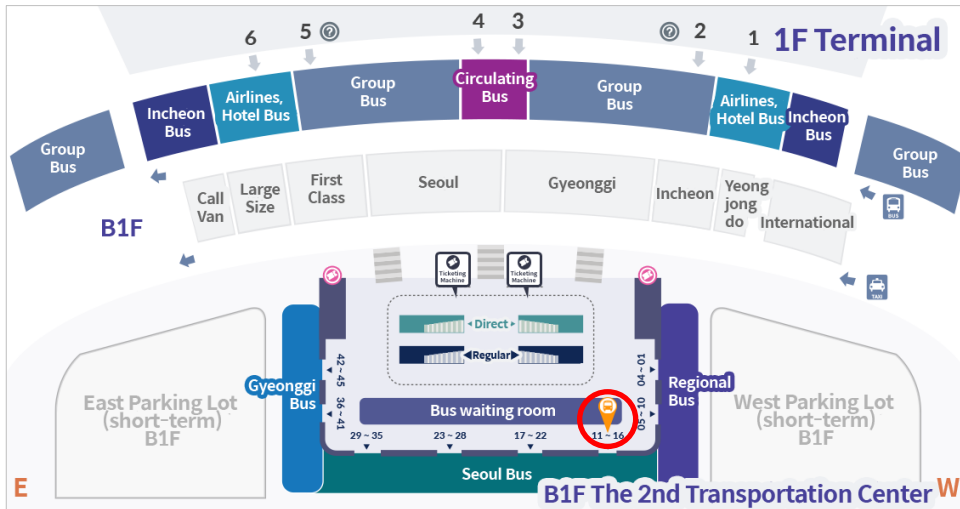 6
5
?
4
3
?
2
1
1F Terminal
Group
Bus
Incheon
Bus
Airlines,
Hotel Bus
Group
Bus
Circulating
Bus
Group
Bus
Airlines,
Hotel Bus
Incheon
Bus
Group
Bus
B1F
Call
Van
Large
Size
First
Class
Seoul
Gyeonggi
Incheon
Yeong
jong
do
International
BUS
TAXI
Ticketing
Machine
Ticketing
Machine
Direct
Regular
42 ~ 45
36 ~ 41
04 ~ 01
05 ~ 10
Gyeonggi
Bus
Regional
Bus
Bus waiting room
29 ~ 35
23 ~ 28
17 ~ 22
11 ~ 16
Seoul Bus
East Parking Lot
(short-term)
B1F
West Parking Lot
(short-term)
B1F
E
B1F The 2nd Transportation Center
W